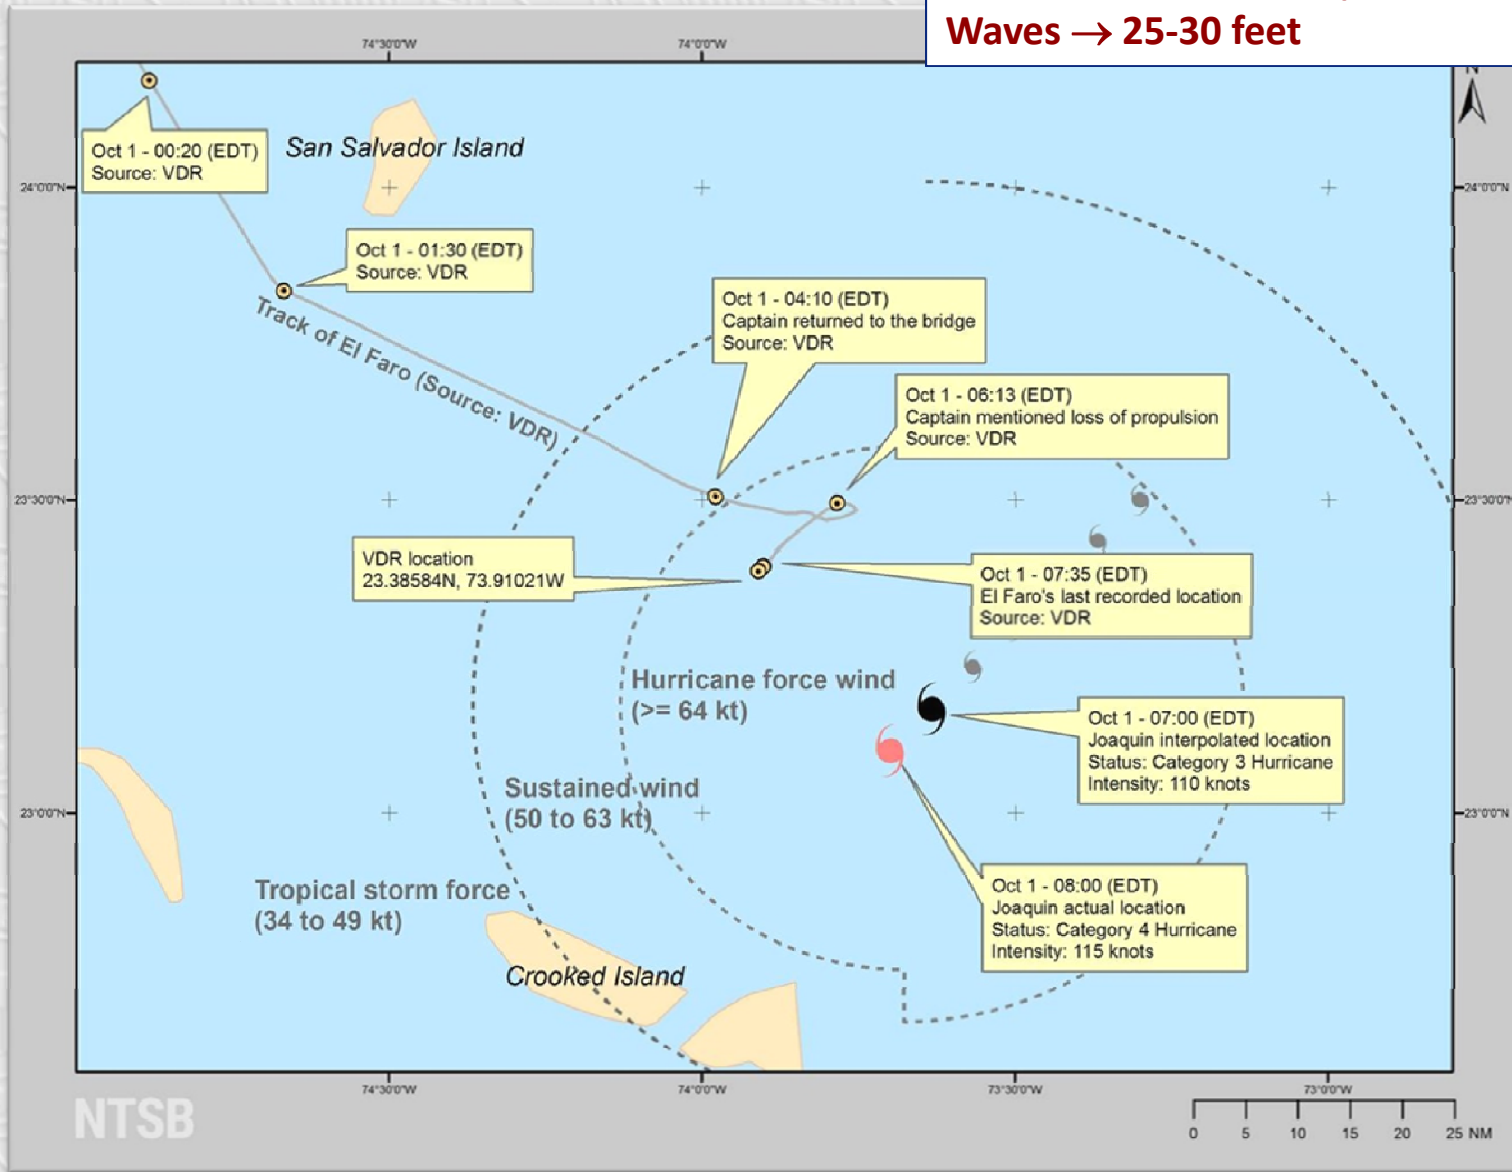 Waves → 25-30 feet
74°30'0"W
74°0'0"W
N
Oct 1 - 00:20 (EDT)
Source: VDR
San Salvador Island
24°0'0"N
24°0'0"N
Oct 1 - 01:30 (EDT)
Source: VDR
Track of El Faro (Source: VDR)
Oct 1 - 04:10 (EDT)
Captain returned to the bridge
Source: VDR
Oct 1 - 06:13 (EDT)
Captain mentioned loss of propulsion
Source: VDR
23°30'0"N
23°30'0"N
VDR location
23.38584N, 73.91021W
Oct 1 - 07:35 (EDT)
El Faro's last recorded location
Source: VDR
Hurricane force wind
(>= 64 kt)
Oct 1 - 07:00 (EDT)
Joaquin interpolated location
Status: Category 3 Hurricane
Intensity: 110 knots
Sustained wind
(50 to 63 kt)
23°0'0"N
23°0'0"N
Tropical storm force
(34 to 49 kt)
Oct 1 - 08:00 (EDT)
Joaquin actual location
Status: Category 4 Hurricane
Intensity: 115 knots
Crooked Island
74°30'0"W
74°0'0"W
73°30'0"W
73°0'0"W
NTSB
0 5 10 15 20 25 NM